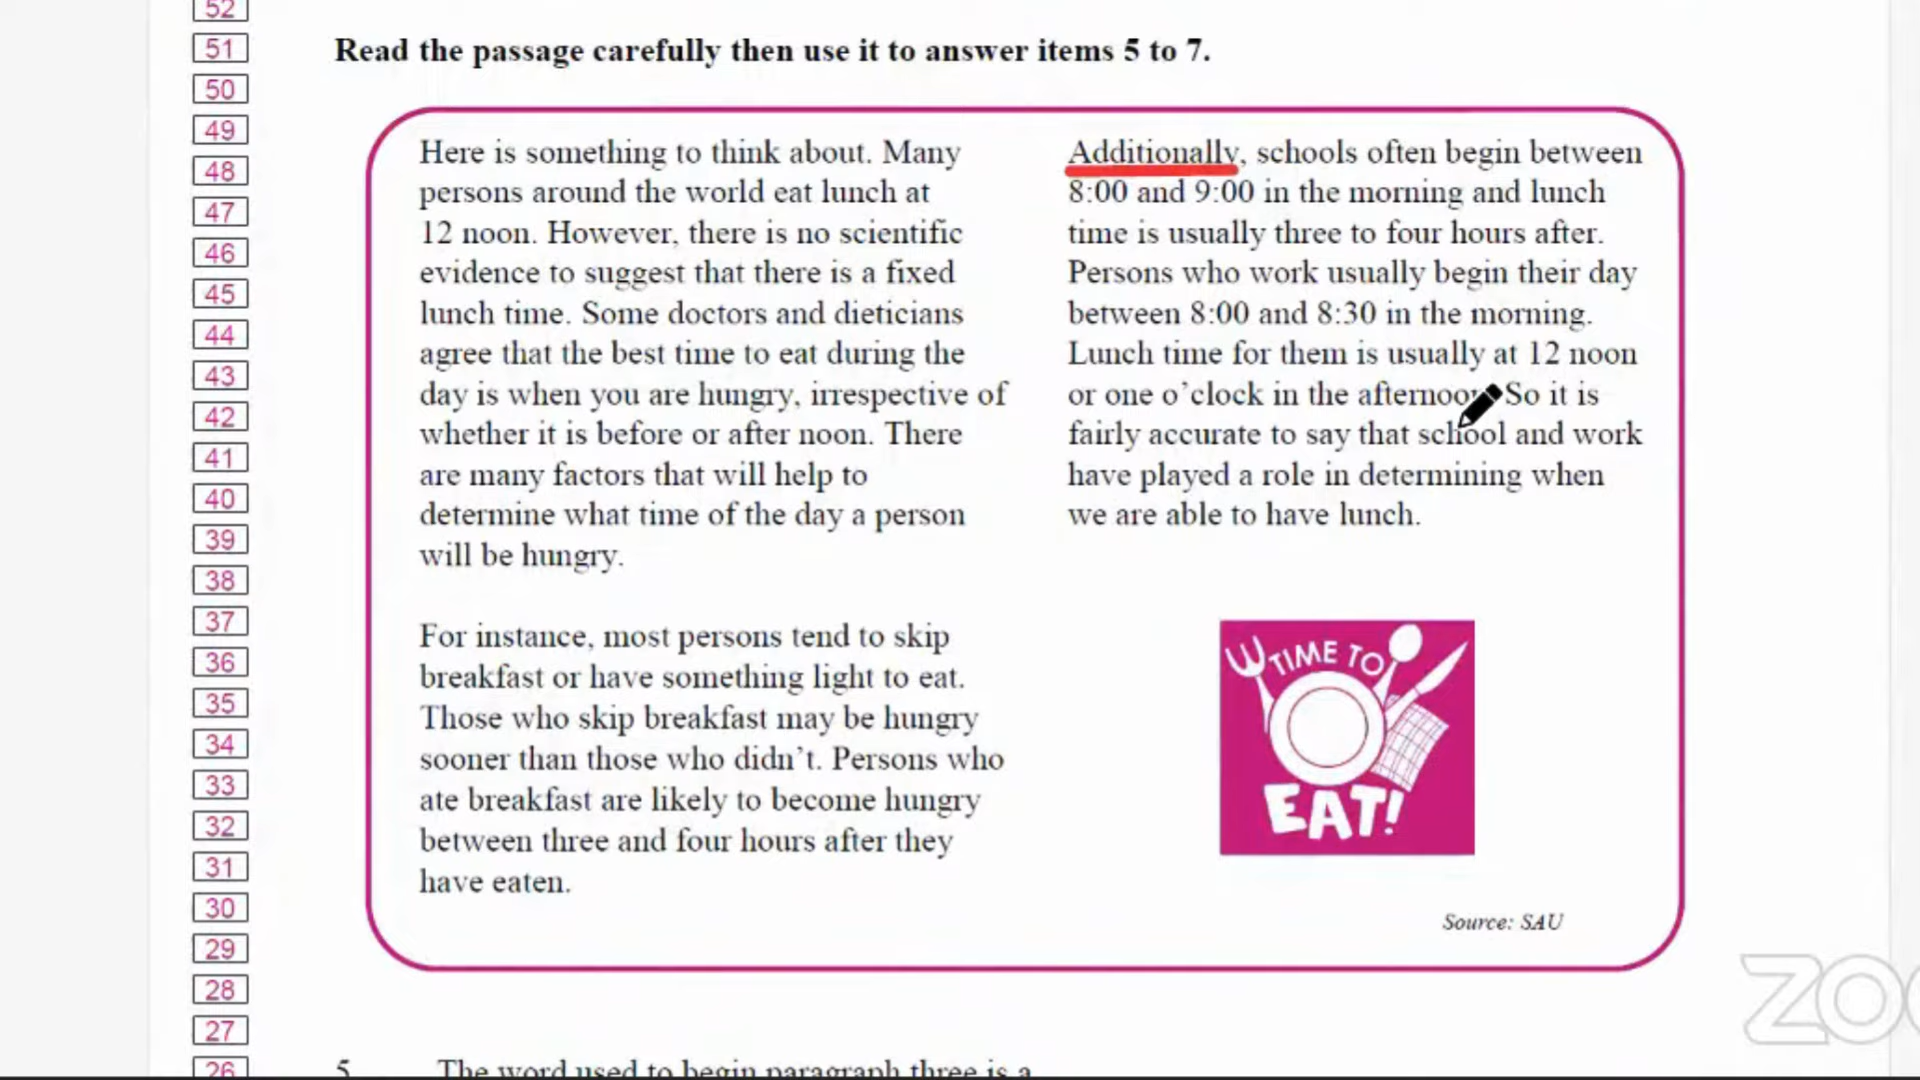 52
51
50
49
48
47
46
45
44
43
42
41
40
39
38
37
36
35
34
33
32
31
30
29
28
27
26
Read the passage carefully then use it to answer items 5 to 7.
Here is something to think about. Many
persons around the world eat lunch at
12 noon. However, there is no scientific
evidence to suggest that there is a fixed
lunch time. Some doctors and dieticians
agree that the best time to eat during the
day is when you are hungry, irrespective of
whether it is before or after noon. There
are many factors that will help to
determine what time of the day a person
will be hungry.
For instance, most persons tend to skip
breakfast or have something light to eat.
Those who skip breakfast may be hungry
sooner than those who didn't. Persons who
ate breakfast are likely to become hungry
between three and four hours after they
have eaten.
Additionally, schools often begin between
8:00 and 9:00 in the morning and lunch
time is usually three to four hours after.
Persons who work usually begin their day
between 8:00 and 8:30 in the morning.
Lunch time for them is usually at 12 noon
or one o'clock in the afternoon. So it is
fairly accurate to say that school and work
have played a role in determining when
we are able to have lunch.
TIME TO
EAT!
Source: SAU
5 The word used to begin paragraph three is a